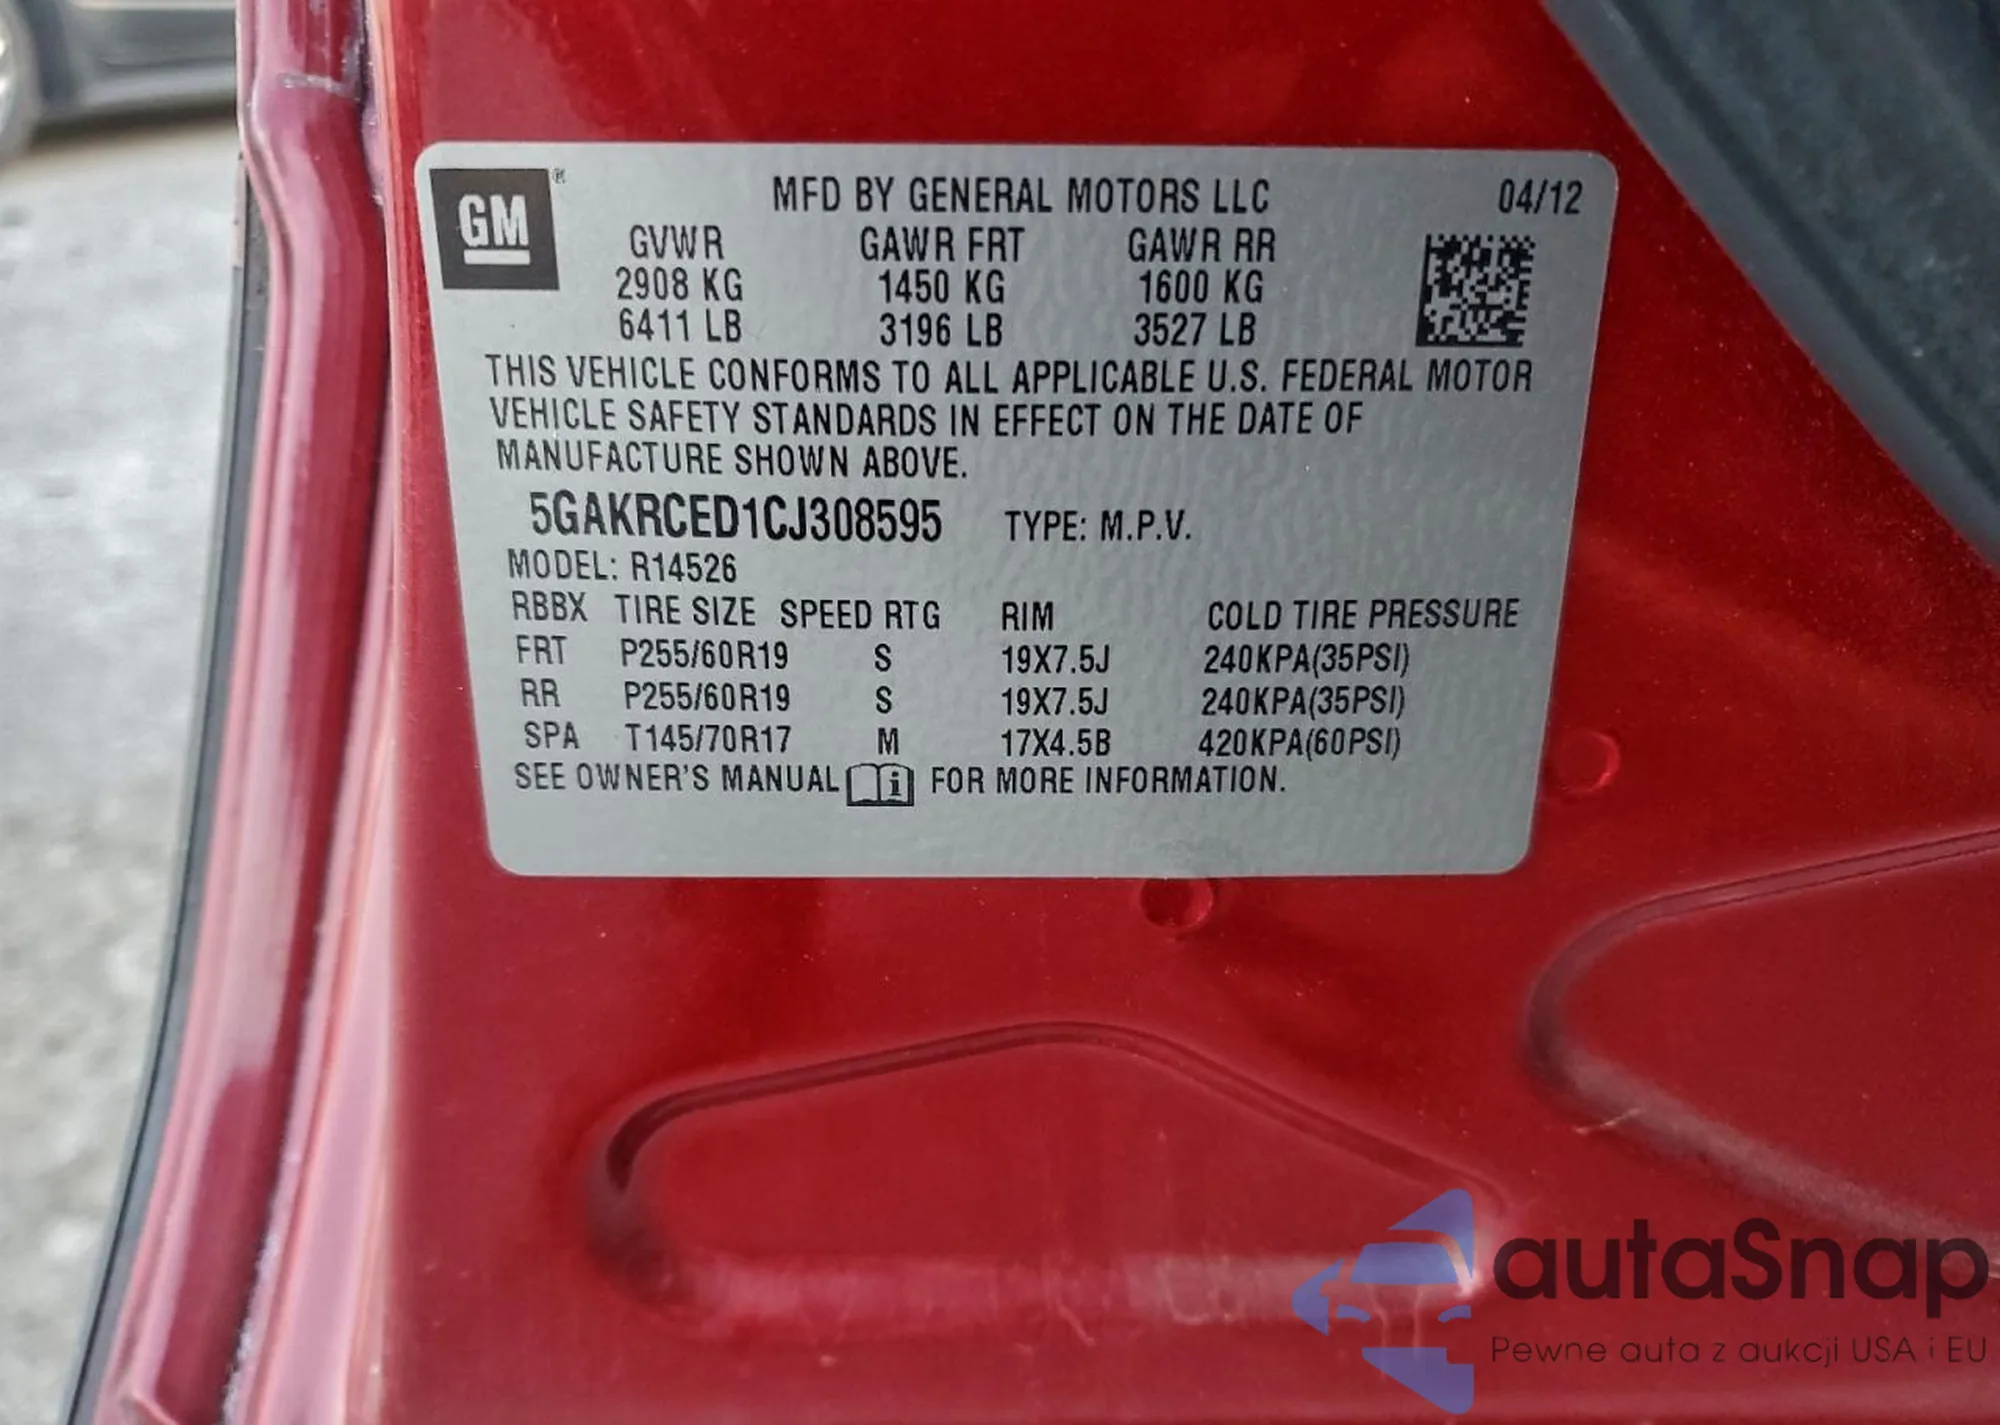 GM ®
MFD BY GENERAL MOTORS LLC 04/12
GVWR GAWR FRT GAWR RR
2908 KG 1450 KG 1600 KG
6411 LB 3196 LB 3527 LB
THIS VEHICLE CONFORMS TO ALL APPLICABLE U.S. FEDERAL MOTOR
VEHICLE SAFETY STANDARDS IN EFFECT ON THE DATE OF
MANUFACTURE SHOWN ABOVE.
5GAKRCED1CJ308595 TYPE: M.P.V.
MODEL: R14526
RBBX TIRE SIZE SPEED RTG RIM COLD TIRE PRESSURE
FRT P255/60R19 S 19X7.5J 240KPA(35PSI)
RR P255/60R19 S 19X7.5J 240KPA(35PSI)
SPA T145/70R17 M 17X4.5B 420KPA(60PSI)
SEE OWNER'S MANUAL i FOR MORE INFORMATION.
autaSnap
Pewne auta z aukcji USA i EU